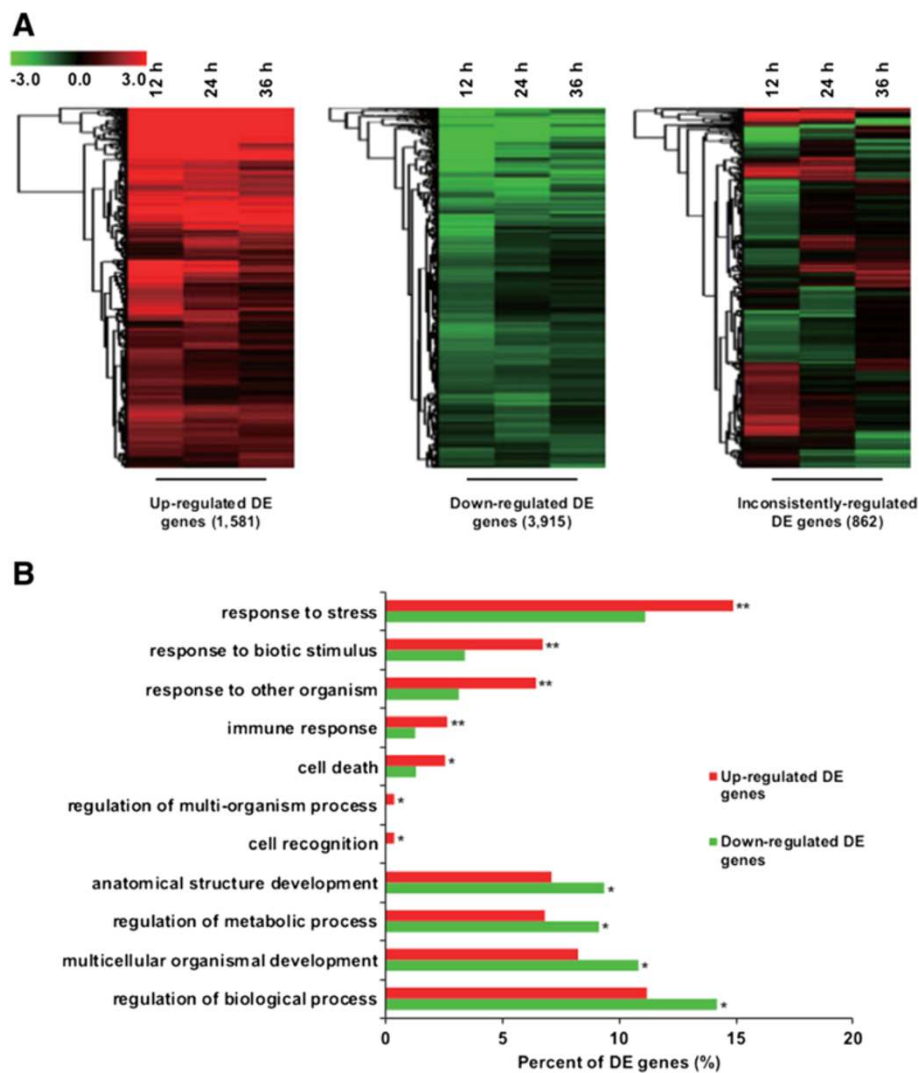 A
-3.0 0.0 3.0
12 h 24 h 36 h
12 h 24 h 36 h
12 h 24 h 36 h
Up-regulated DE
genes (1,581)
Down-regulated DE
genes (3,915)
Inconsistently-regulated
DE genes (862)
B
response to stress **
response to biotic stimulus **
response to other organism **
immune response **
cell death *
regulation of multi-organism process *
cell recognition *
anatomical structure development *
regulation of metabolic process *
multicellular organismal development *
regulation of biological process *
Up-regulated DE
genes
Down-regulated DE
genes
0 5 10 15 20
Percent of DE genes (%)